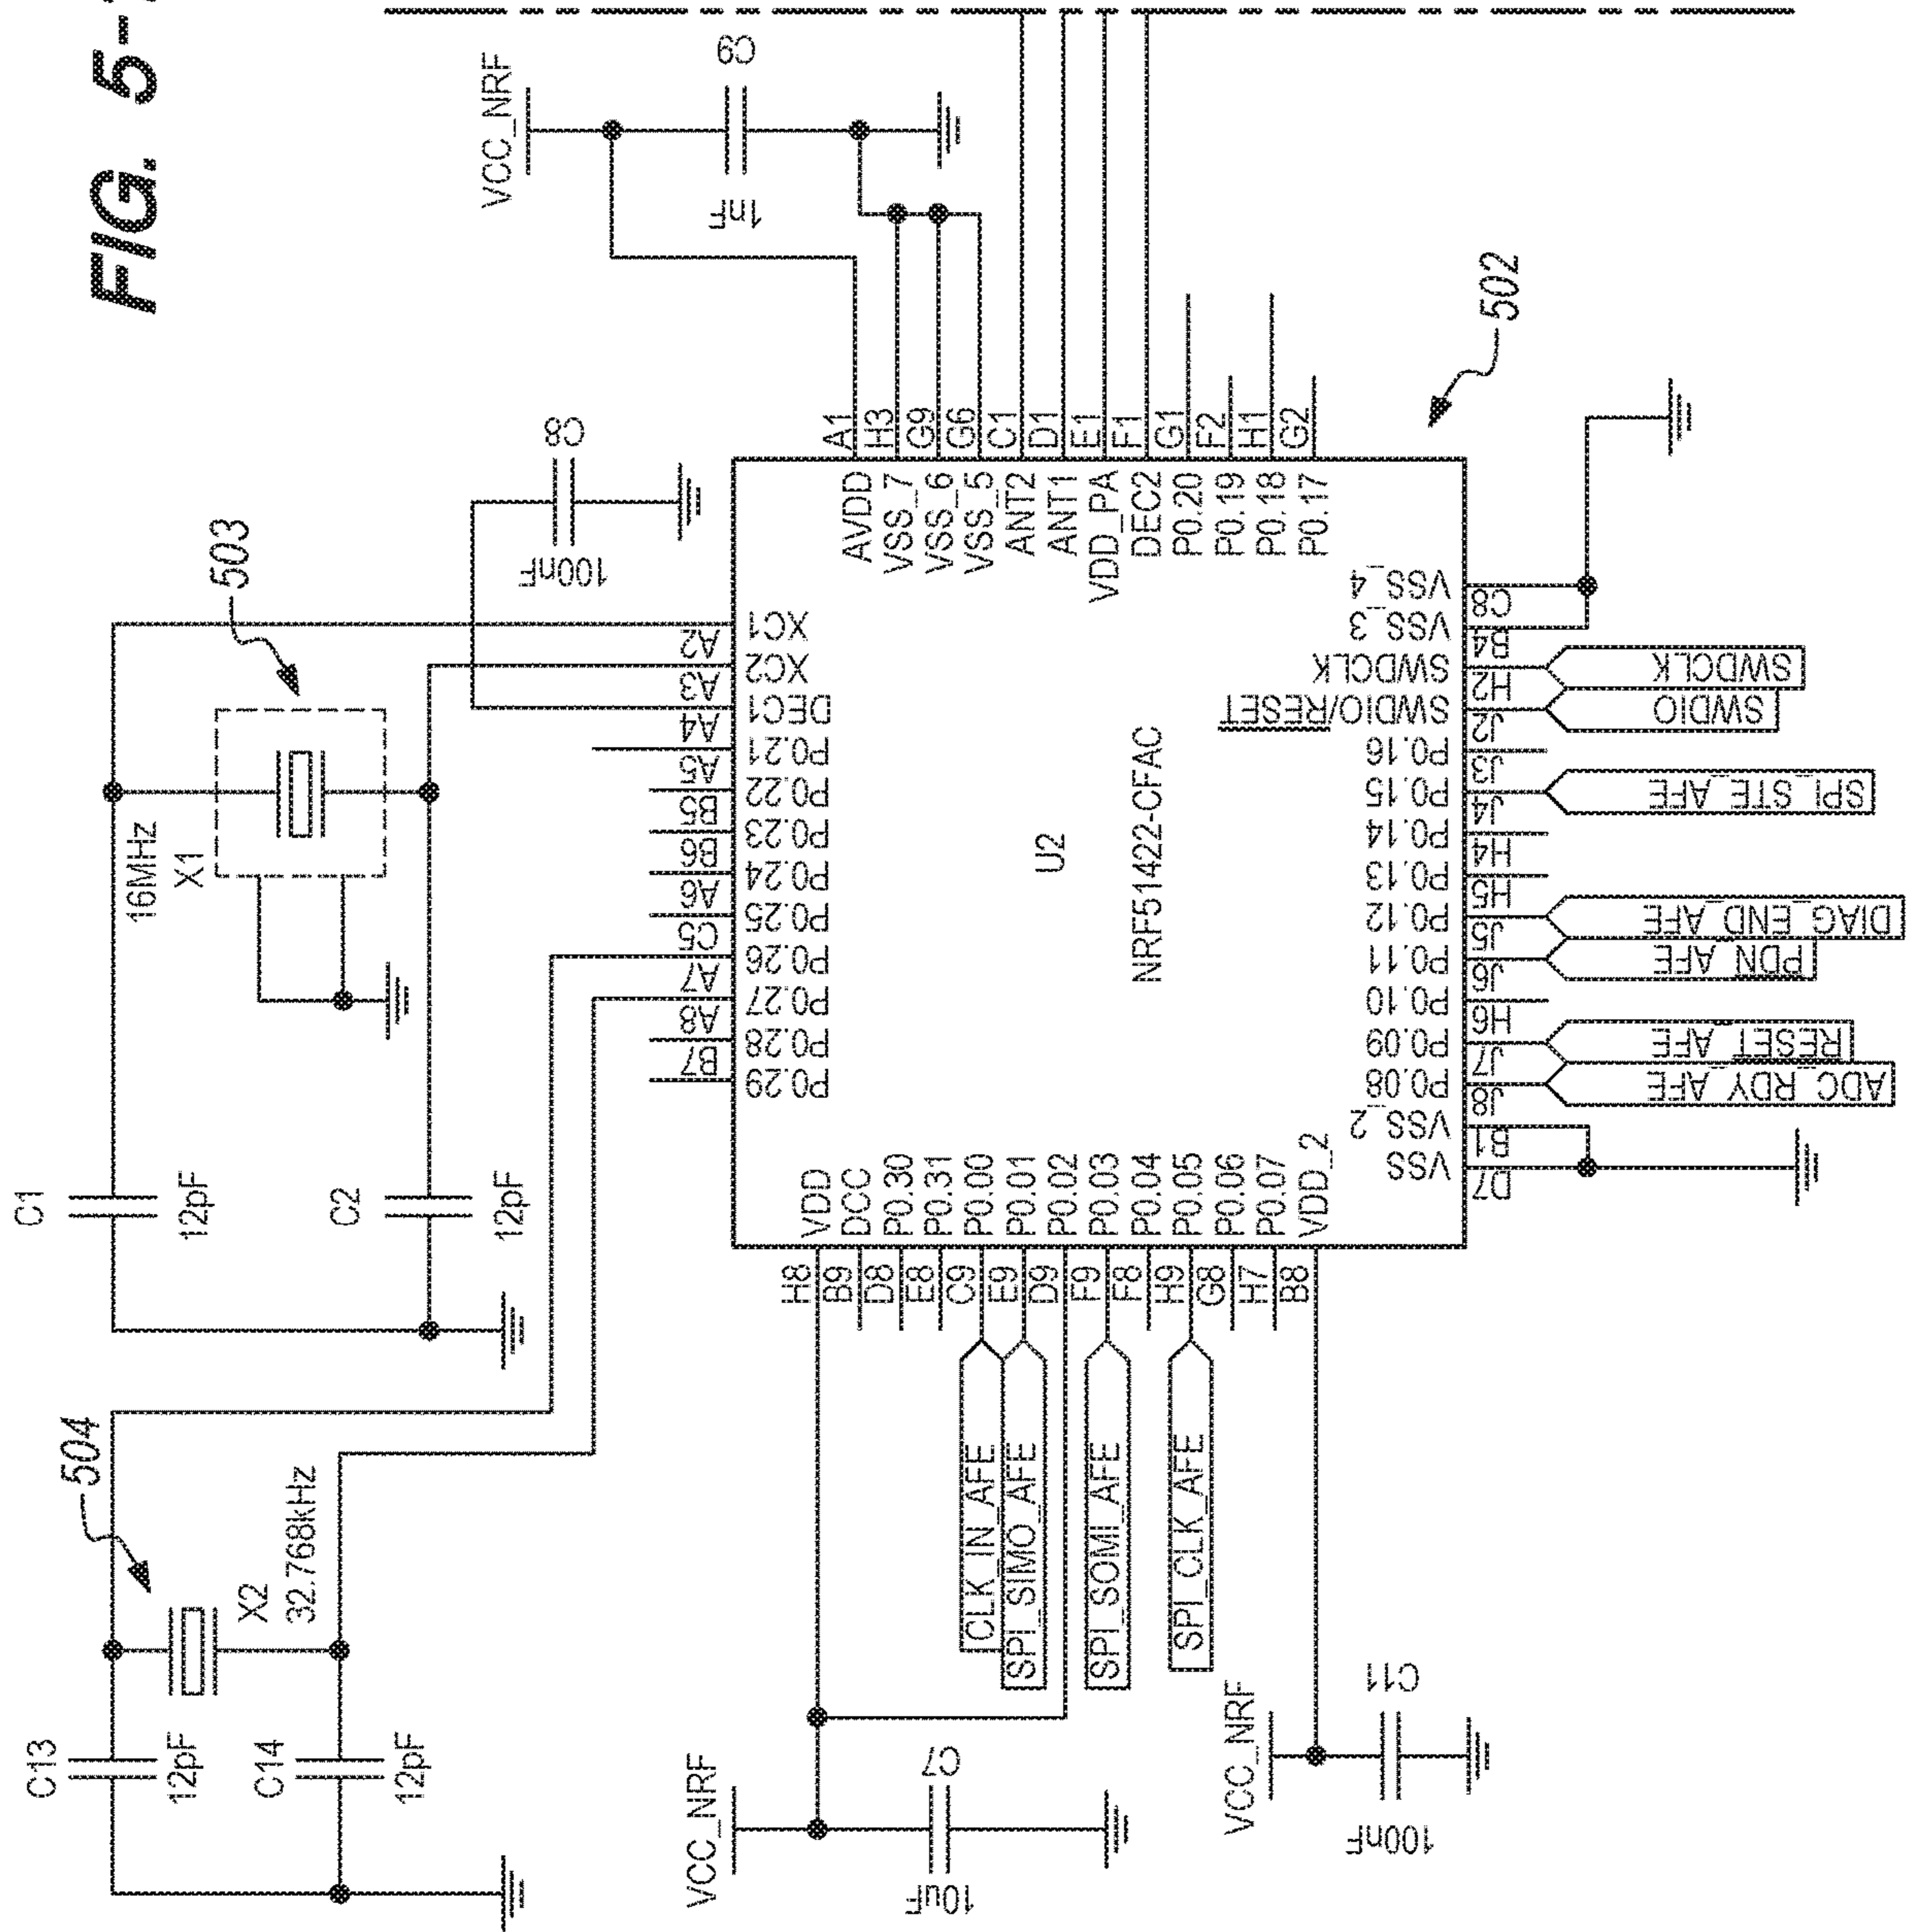 FIG. 5-
VCC_NRF
C9
1nF
503
C8
100nF
16MHz
X1
C1
12pF
C2
12pF
504
X2
32.768kHz
C13
12pF
C14
12pF
A2 XC1
A3 XC2
A4 DEC1
A5 P0.21
B5 P0.22
B6 P0.23
A6 P0.24
C5 P0.25
A7 P0.26
A8 P0.27
B7 P0.28
P0.29
AVDD A1
VSS_7 H3
VSS_6 G9
VSS_5 G6
ANT2 C1
ANT1 D1
VDD_PA E1
DEC2 F1
P0.20 G1
P0.19 F2
P0.18 H1
P0.17 G2
502
U2
NRF51422-CFAC
H8 VDD
B9 DCC
D8 P0.30
E8 P0.31
C9 P0.00
E9 P0.01
D9 P0.02
F9 P0.03
F8 P0.04
H9 P0.05
G8 P0.06
H7 P0.07
B8 VDD_2
VSS_4 C8
VSS_3 B4
SWDCLK H2
SWDIO/RESET J2
P0.16 J3
P0.15 J4
P0.14 H4
P0.13 H5
P0.12 J5
P0.11 J6
P0.10 H6
P0.09 J7
P0.08 J8
VSS_2 B1
VSS D7
SWDCLK
SWDIO
SPI_STE_AFE
DIAG_END_AFE
PDN_AFE
RESET_AFE
ADC_RDY_AFE
CLK_IN_AFE
SPI_SIMO_AFE
SPI_SOMI_AFE
SPI_CLK_AFE
VCC_NRF
C7
10uF
VCC_NRF
C11
100nF